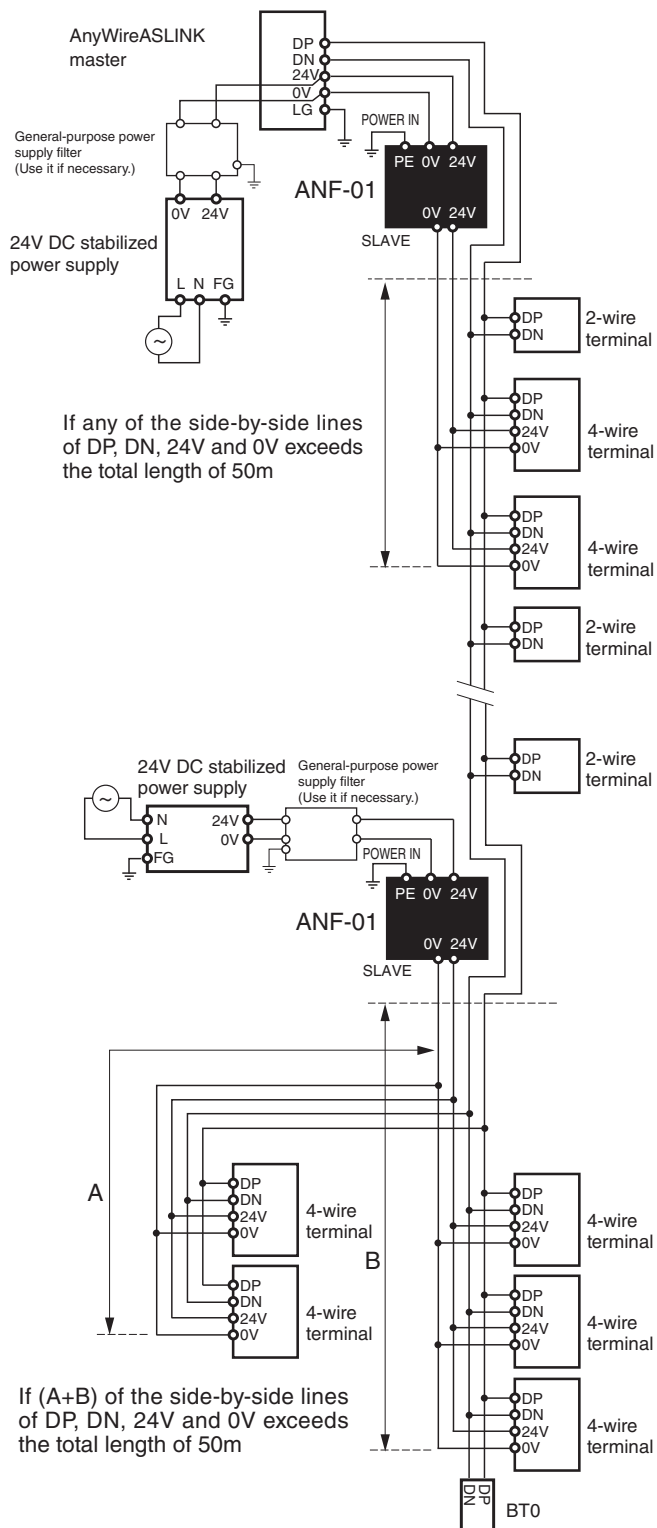 AnyWireASLINK
master
DP
DN
24V
0V
LG
POWER IN
PE 0V 24V
ANF-01
0V 24V
SLAVE
General-purpose power
supply filter
(Use it if necessary.)
0V 24V
24V DC stabilized
power supply
L N FG
~
2-wire
terminal
DP
DN
If any of the side-by-side lines
of DP, DN, 24V and 0V exceeds
the total length of 50m
DP
DN
24V
0V
4-wire
terminal
DP
DN
24V
0V
4-wire
terminal
DP
DN
2-wire
terminal
DP
DN
2-wire
terminal
24V DC stabilized
power supply
General-purpose power
supply filter
(Use it if necessary.)
~
N
L
FG
24V
0V
POWER IN
PE 0V 24V
ANF-01
0V 24V
SLAVE
A
B
DP
DN
24V
0V
4-wire
terminal
DP
DN
24V
0V
4-wire
terminal
DP
DN
24V
0V
4-wire
terminal
DP
DN
24V
0V
4-wire
terminal
DP
DN
24V
0V
4-wire
terminal
If (A+B) of the side-by-side lines
of DP, DN, 24V and 0V exceeds
the total length of 50m
DN
DP
BT0